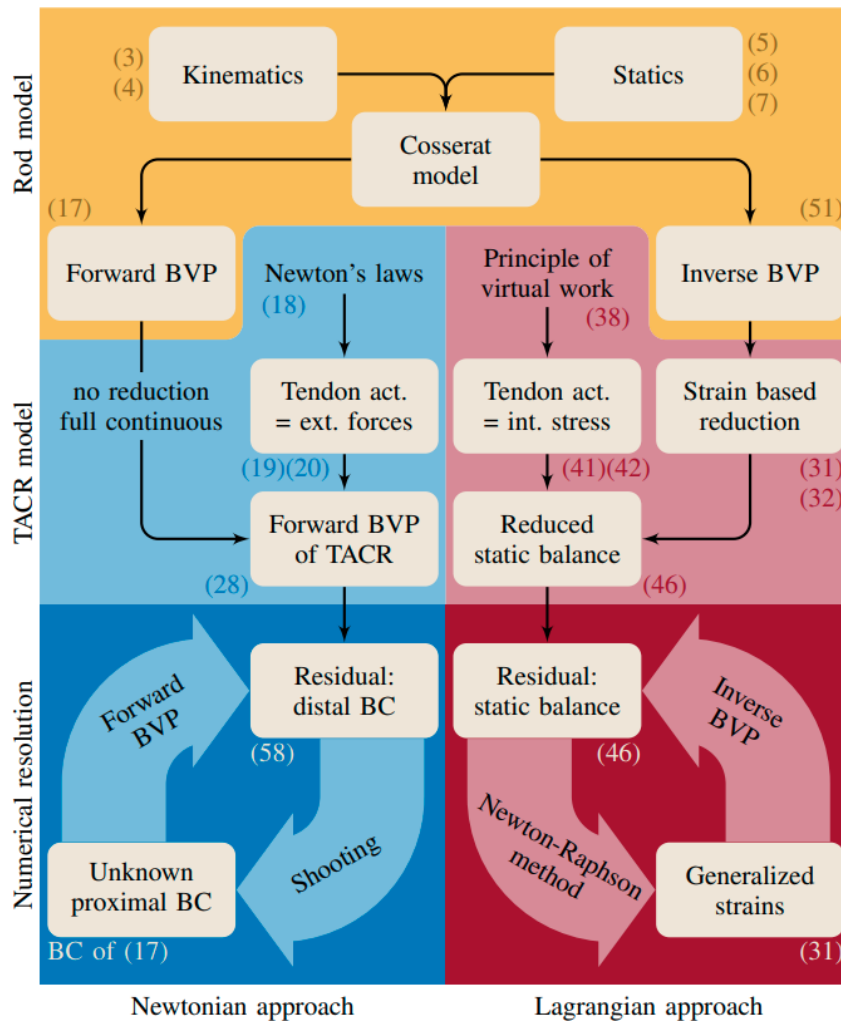 Rod model
(3)
(4)
Kinematics
Statics
(5)
(6)
(7)
Cosserat
model
(17)
(51)
Forward BVP
Newton's laws
(18)
Principle of
virtual work
(38)
Inverse BVP
TACR model
no reduction
full continuous
Tendon act.
= ext. forces
(19)(20)
Tendon act.
= int. stress
(41)(42)
Strain based
reduction
(31)
(32)
Forward BVP
of TACR
(28)
Reduced
static balance
(46)
Numerical resolution
Forward
BVP
Residual:
distal BC
(58)
Residual:
static balance
(46)
Inverse
BVP
Unknown
proximal BC
BC of (17)
Shooting
Newton-Raphson
method
Generalized
strains
(31)
Newtonian approach
Lagrangian approach